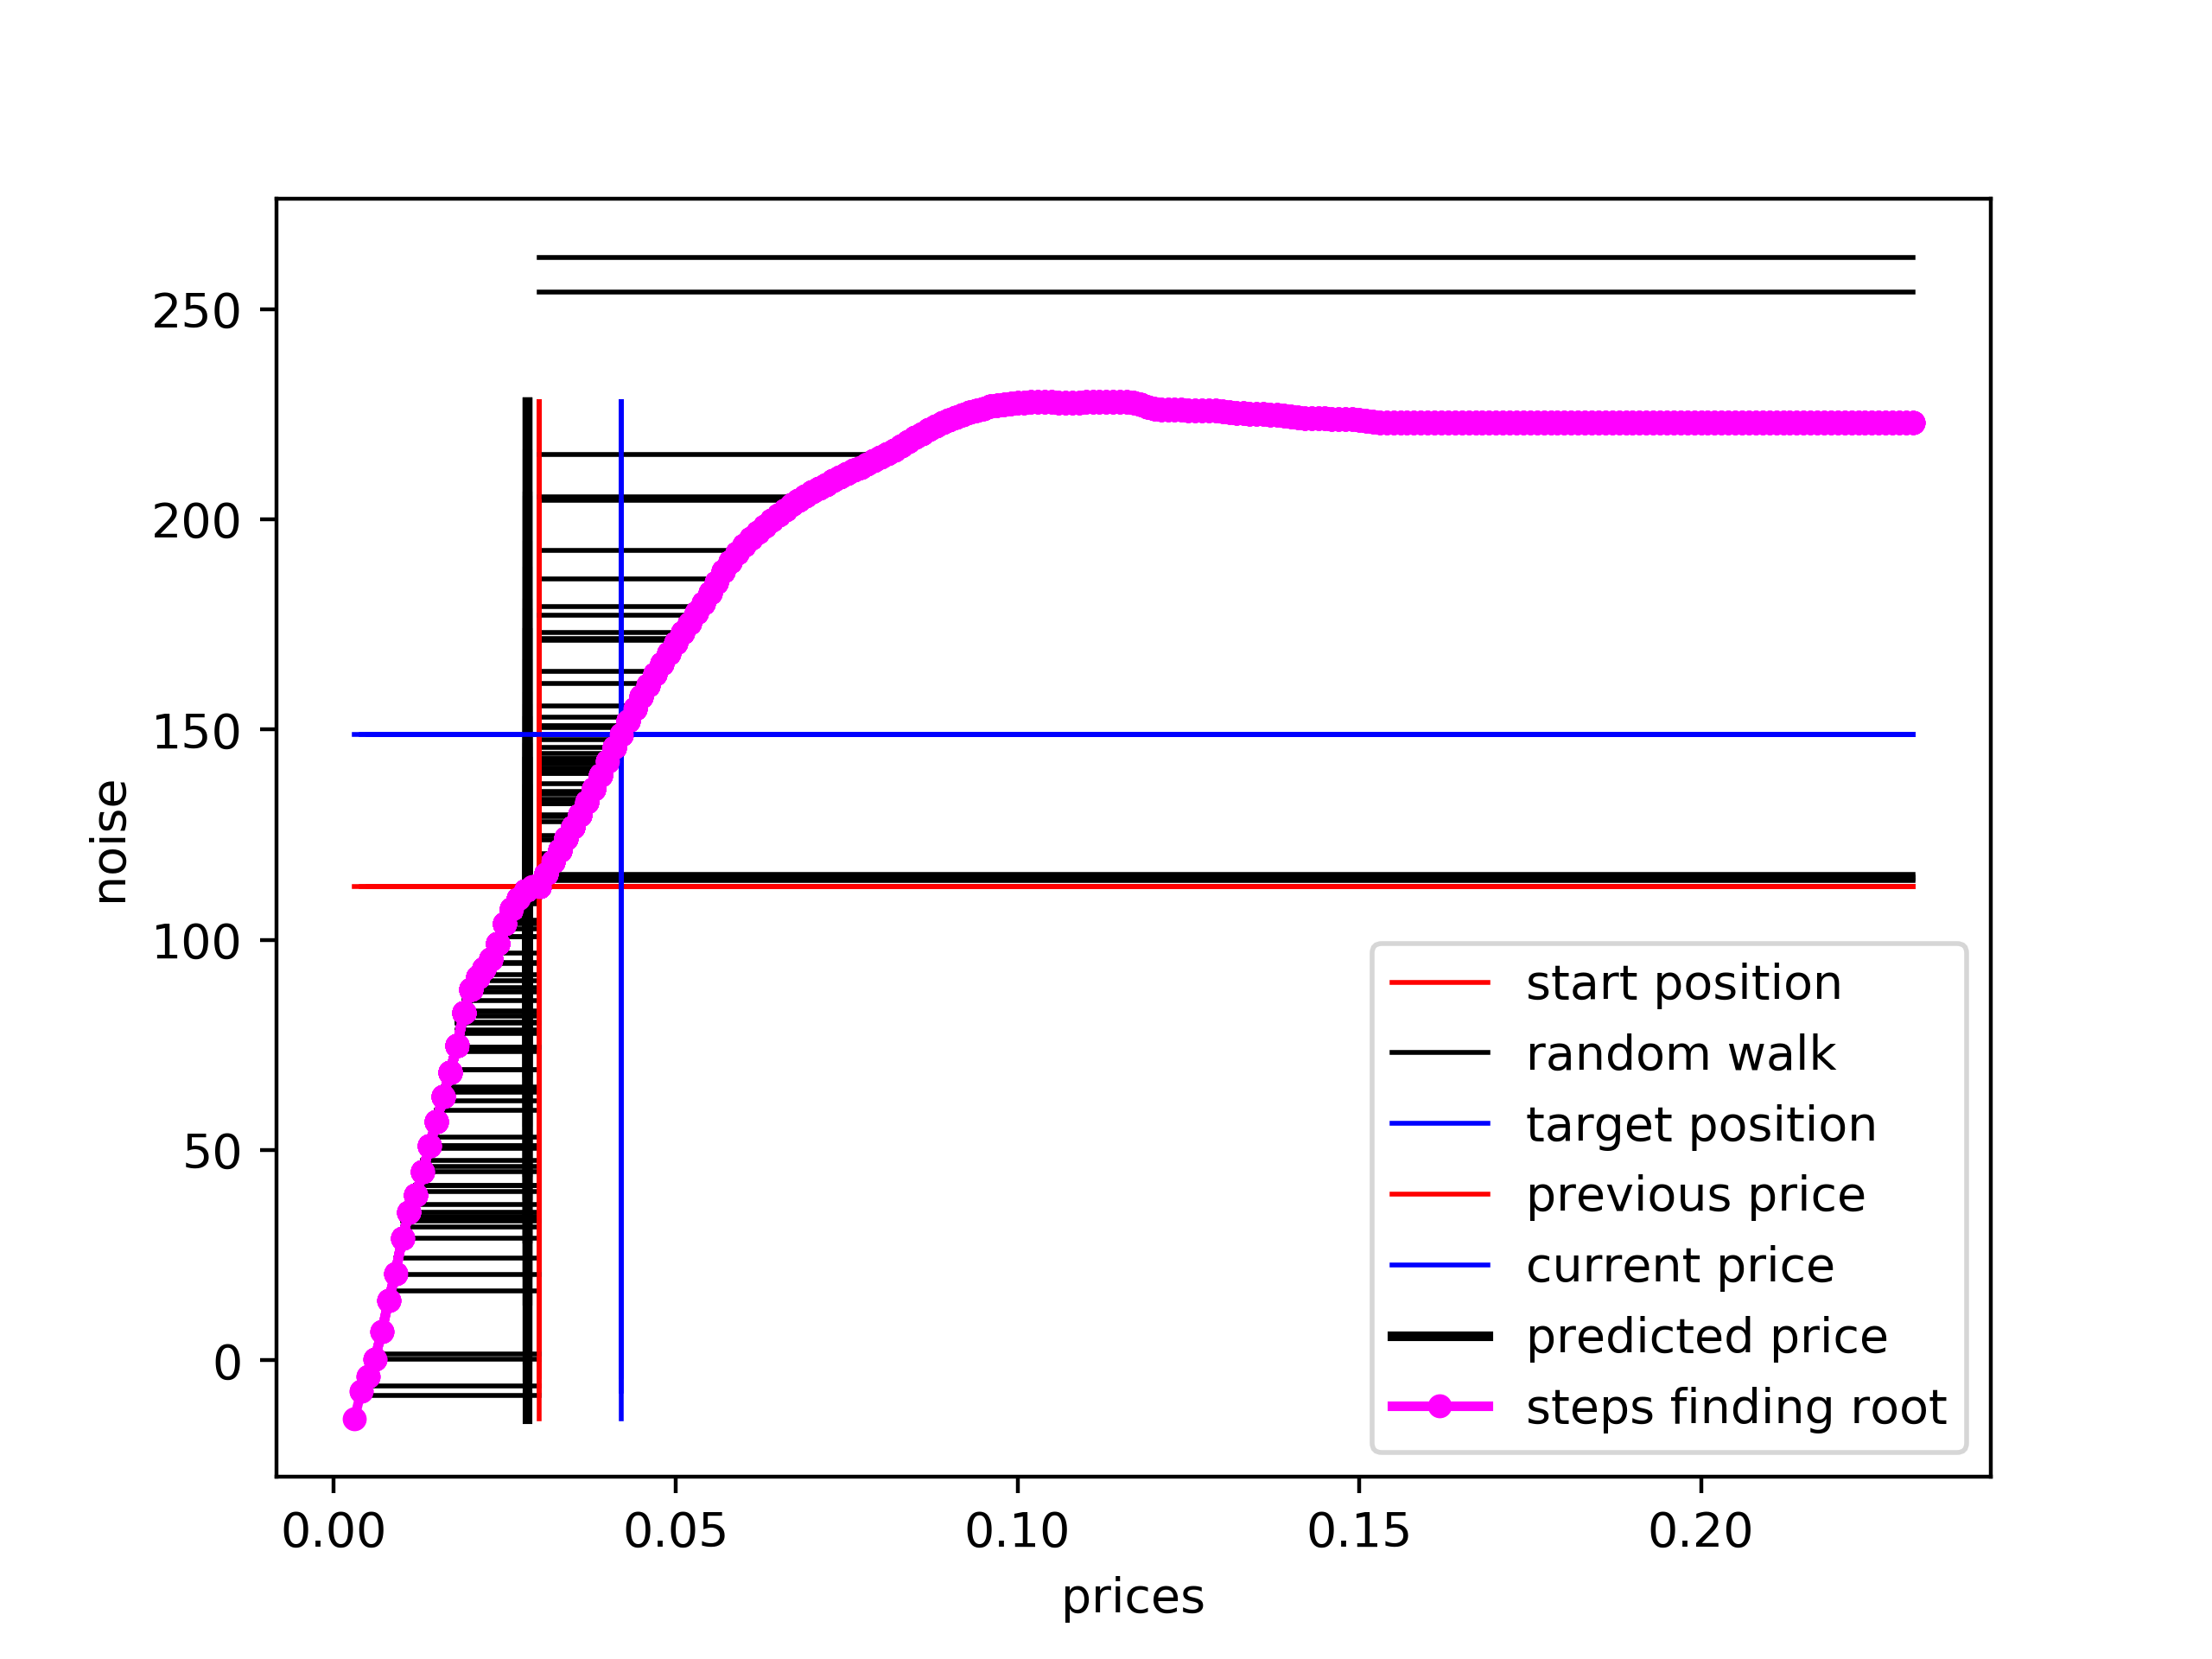 250
200
150
100
50
0
noise
0.00 0.05 0.10 0.15 0.20
prices
start position
random walk
target position
previous price
current price
predicted price
steps finding root